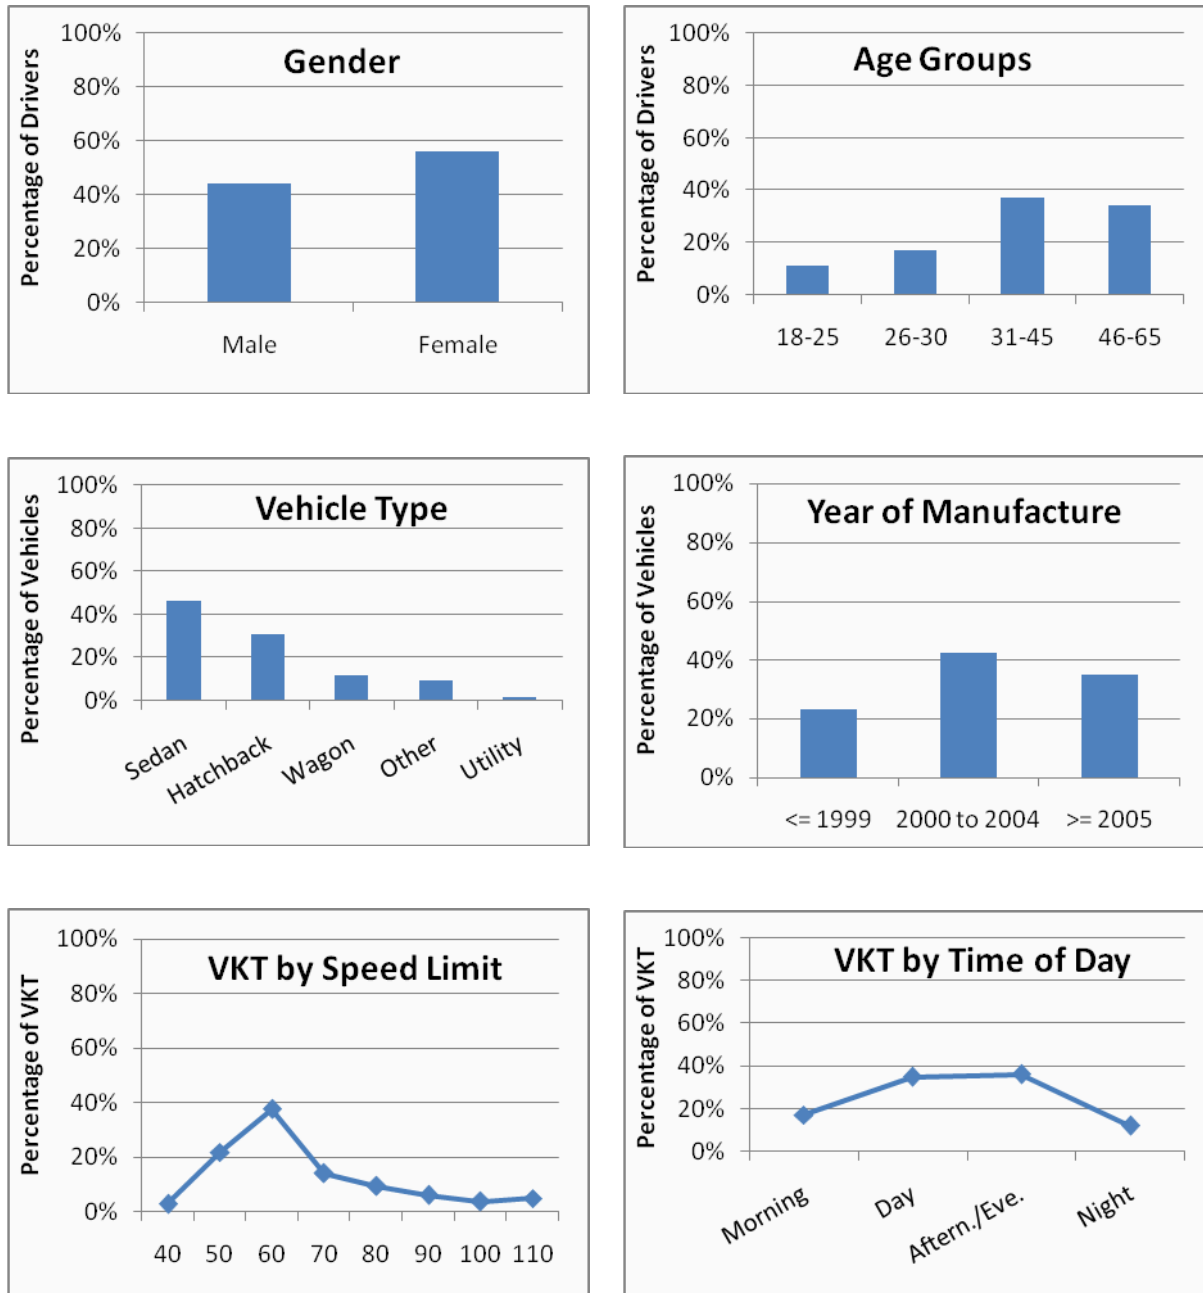 Gender
Percentage of Drivers
100%
80%
60%
40%
20%
0%
Male Female
Age Groups
Percentage of Drivers
100%
80%
60%
40%
20%
0%
18-25 26-30 31-45 46-65
Vehicle Type
Percentage of Vehicles
100%
80%
60%
40%
20%
0%
Sedan Hatchback Wagon Other Utility
Year of Manufacture
Percentage of Vehicles
100%
80%
60%
40%
20%
0%
<= 1999 2000 to 2004 >= 2005
VKT by Speed Limit
Percentage of VKT
100%
80%
60%
40%
20%
0%
40 50 60 70 80 90 100 110
VKT by Time of Day
Percentage of VKT
100%
80%
60%
40%
20%
0%
Morning Day Aftern./Eve. Night